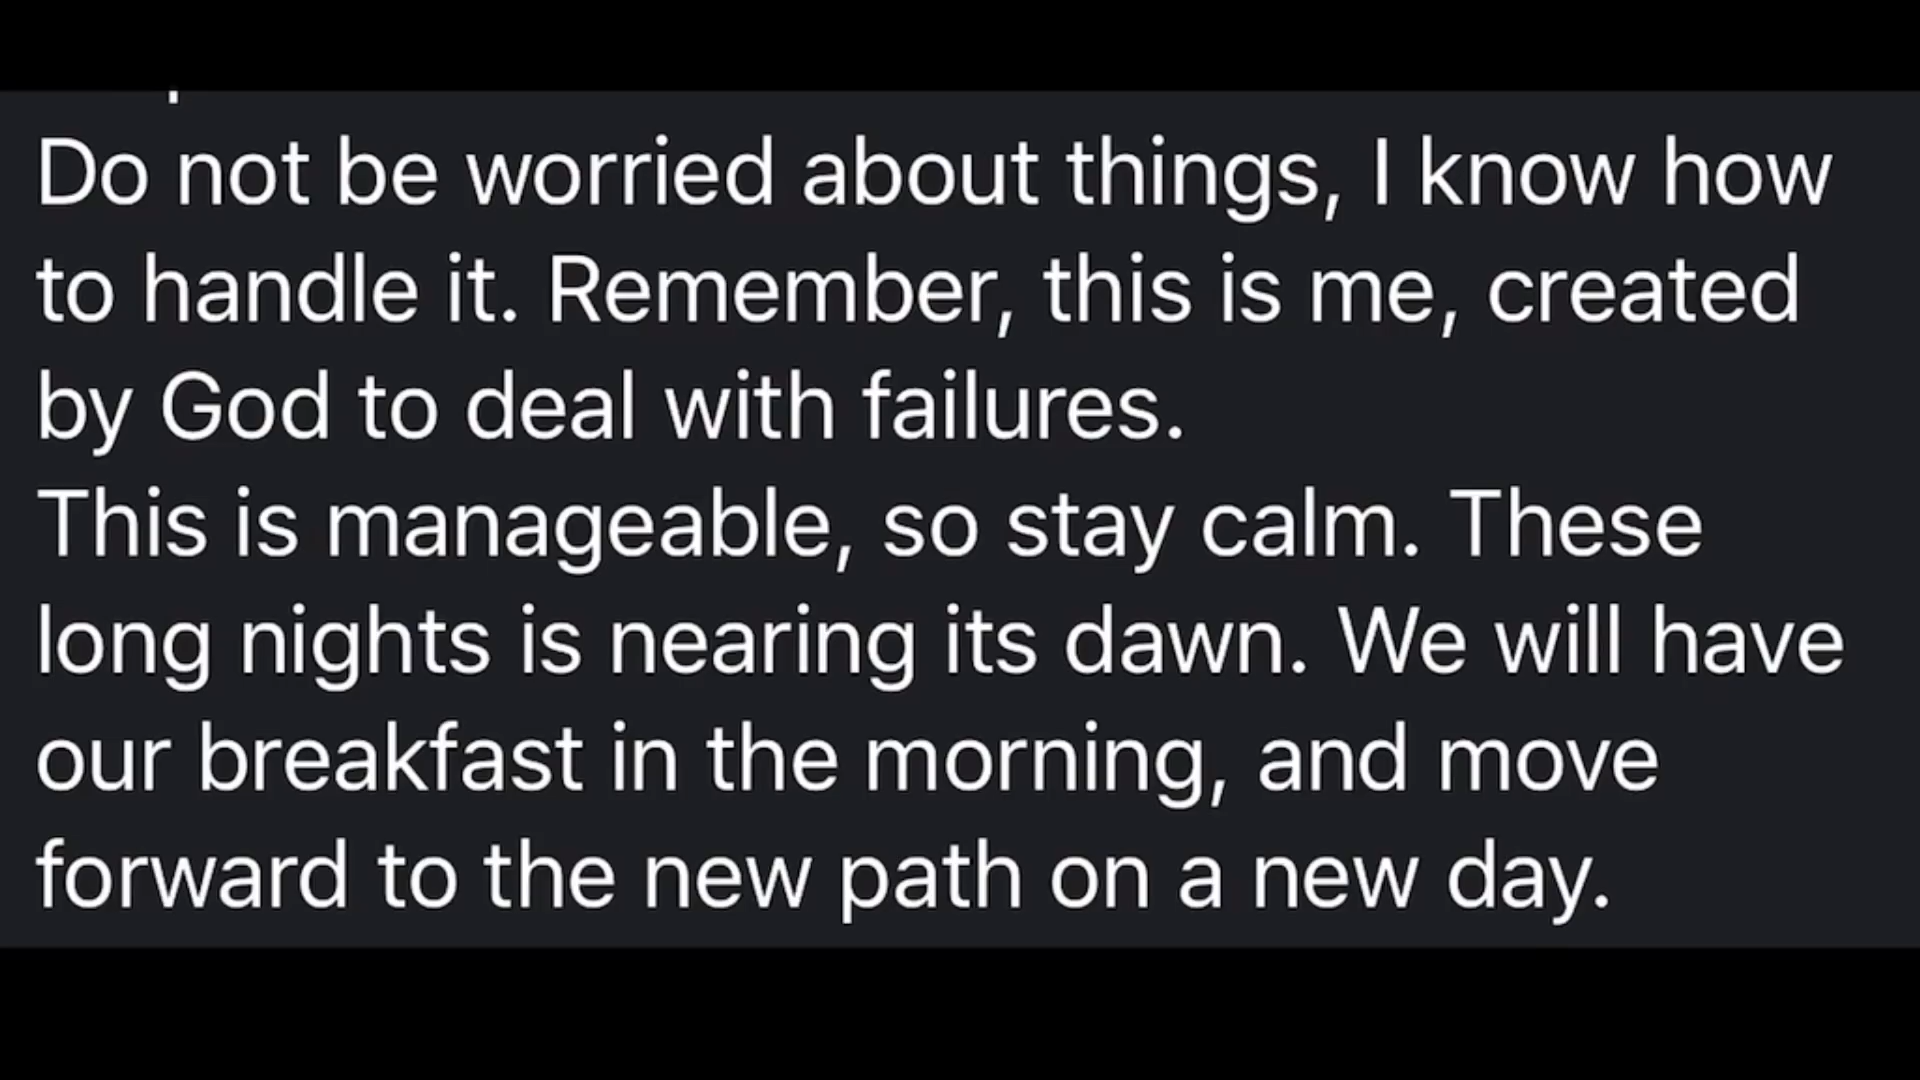 Do not be worried about things, I know how
to handle it. Remember, this is me, created
by God to deal with failures.
This is manageable, so stay calm. These
long nights is nearing its dawn. We will have
our breakfast in the morning, and move
forward to the new path on a new day.